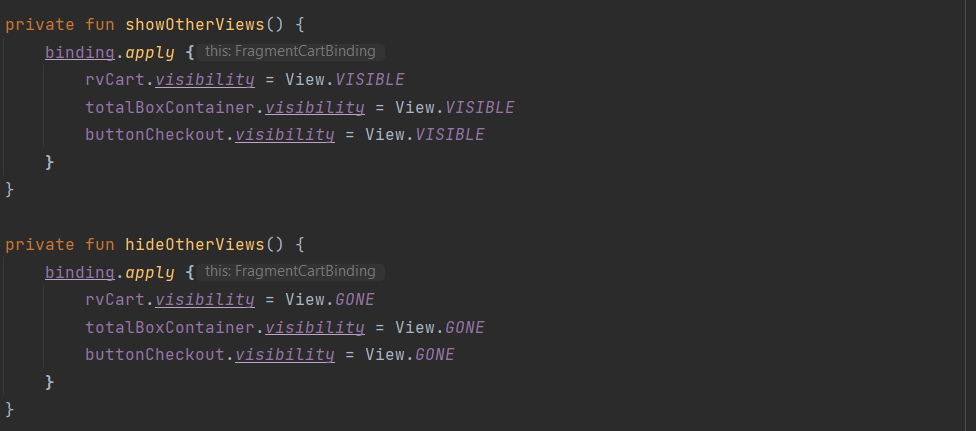 private fun showOtherViews() {
    binding.apply { this: FragmentCartBinding
        rvCart.visibility = View.VISIBLE
        totalBoxContainer.visibility = View.VISIBLE
        buttonCheckout.visibility = View.VISIBLE
    }
}

private fun hideOtherViews() {
    binding.apply { this: FragmentCartBinding
        rvCart.visibility = View.GONE
        totalBoxContainer.visibility = View.GONE
        buttonCheckout.visibility = View.GONE
    }
}